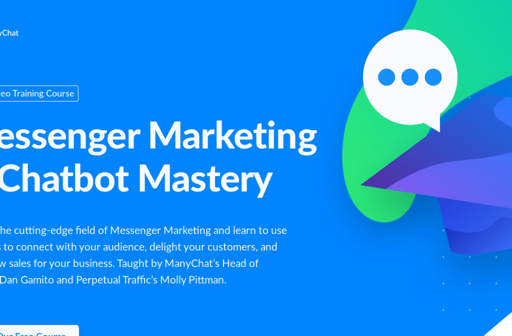 yChat
eo Training Course
essenger Marketing
Chatbot Mastery
he cutting-edge field of Messenger Marketing and learn to use
to connect with your audience, delight your customers, and
w sales for your business. Taught by ManyChat's Head of
Dan Gamito and Perpetual Traffic's Molly Pittman.